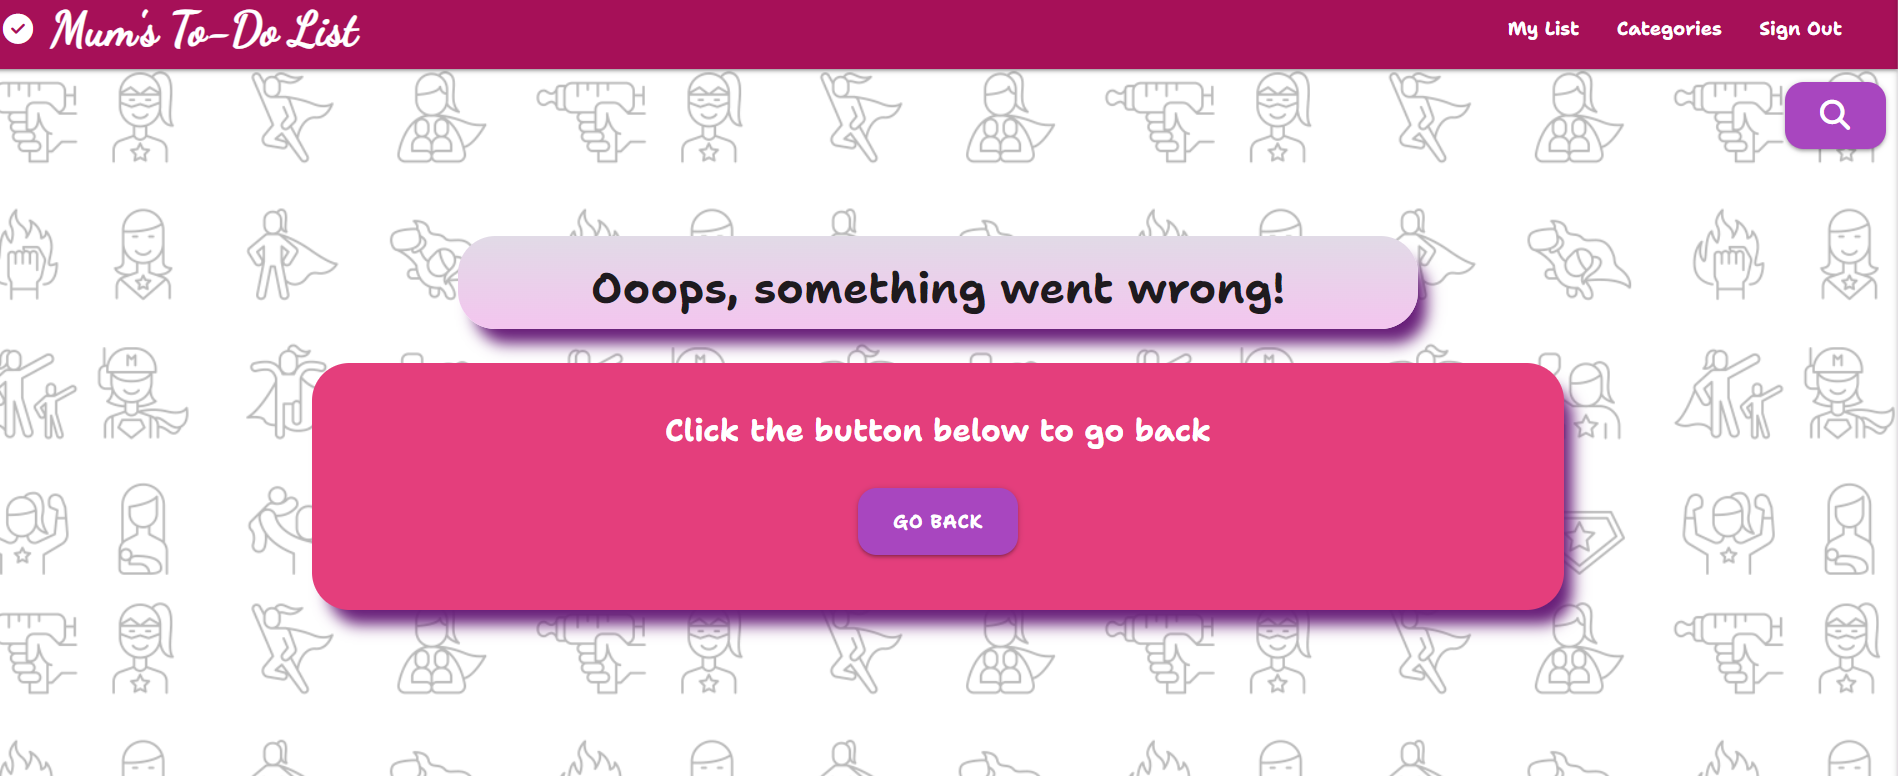 Mum's To-Do List
My List
Categories
Sign Out
Ooops, something went wrong!
Click the button below to go back
GO BACK
M
M
M
M